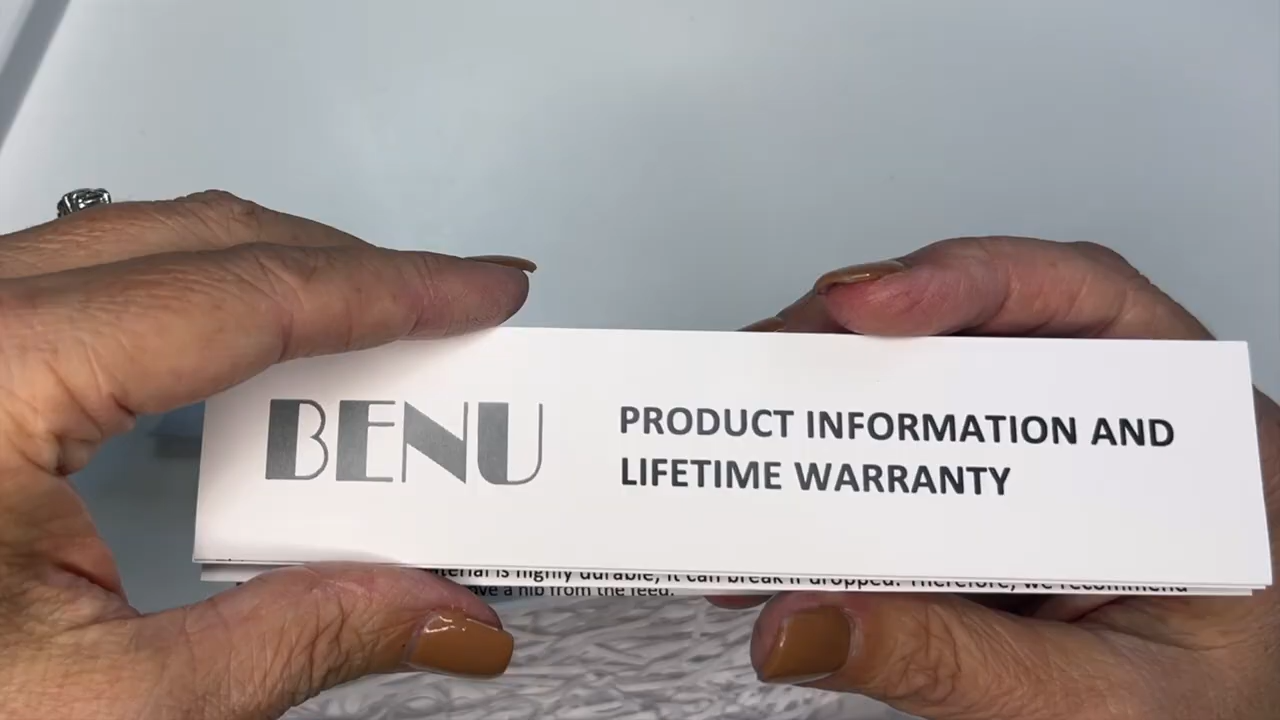 BENU
PRODUCT INFORMATION AND
LIFETIME WARRANTY
is highly durable, it can break if dropped. Therefore, we recommend
a nib from the feed.